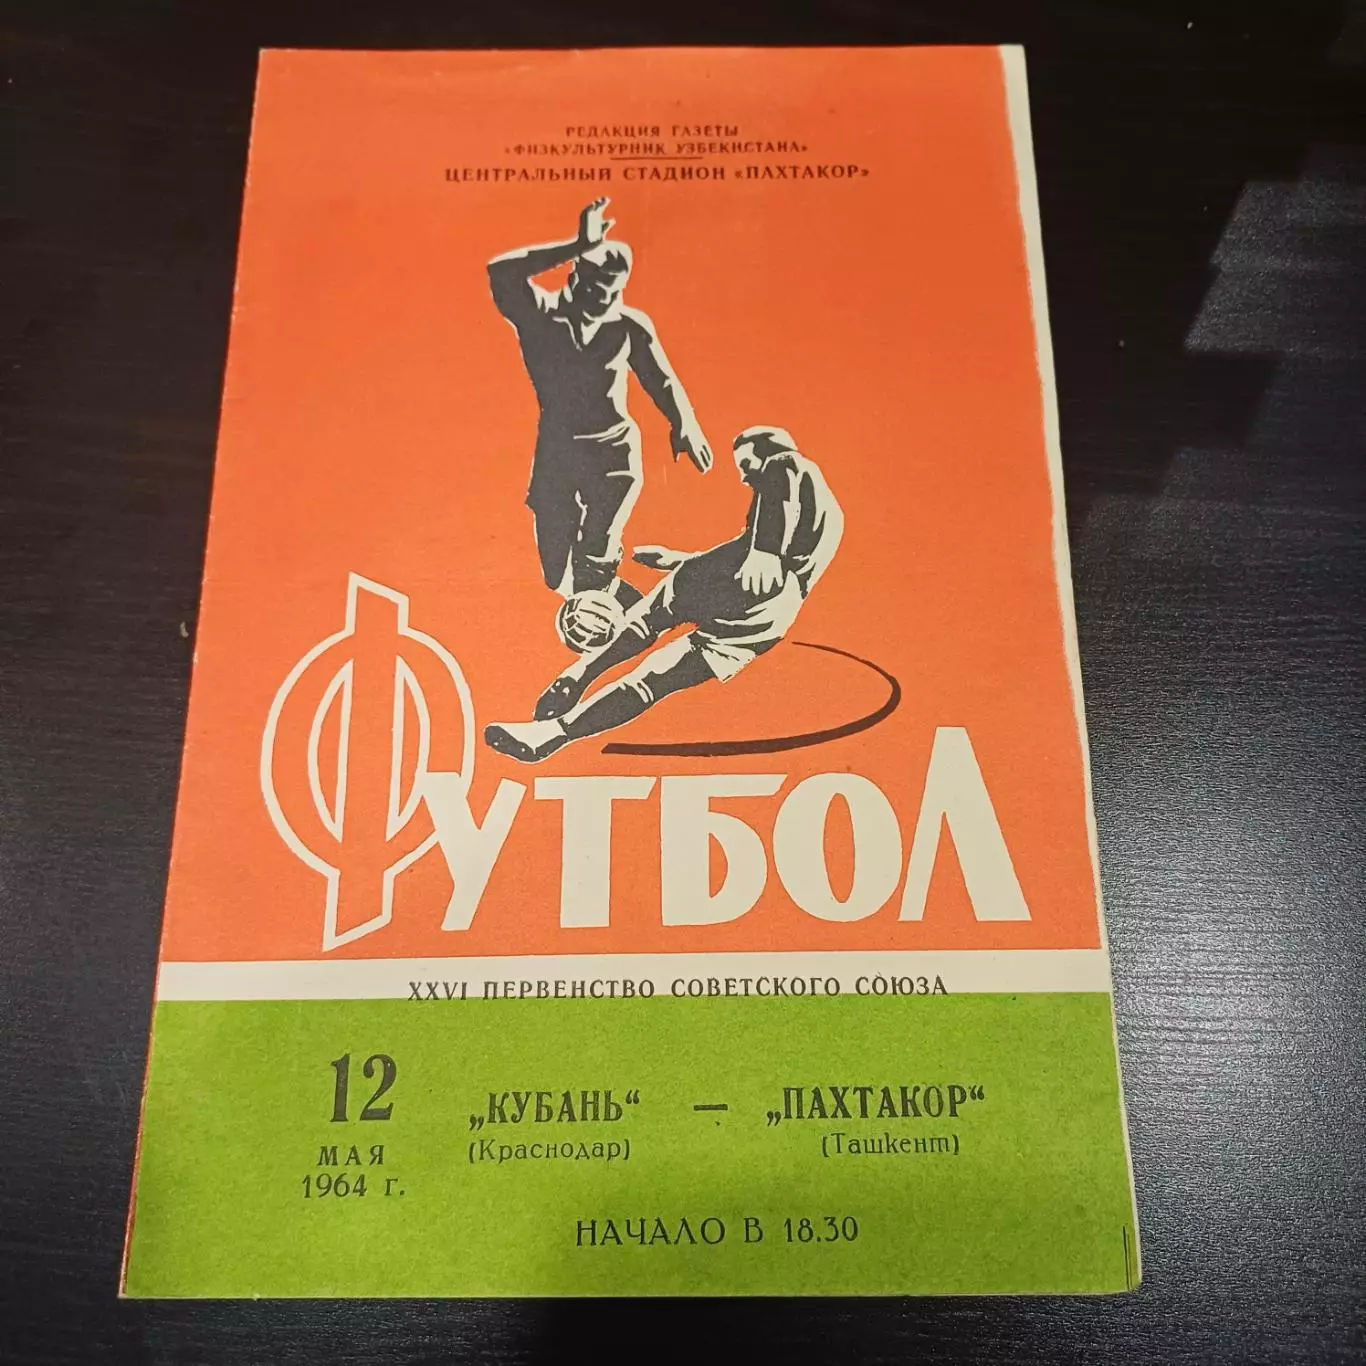 РЕДАКЦИЯ ГАЗЕТЫ
«ФИЗКУЛЬТУРНИК УЗБЕКИСТАНА»
ЦЕНТРАЛЬНЫЙ СТАДИОН «ПАХТАКОР»
ФУТБОЛ
XXVI ПЕРВЕНСТВО СОВЕТСКОГО СОЮЗА
12 „КУБАНЬ“ — „ПАХТАКОР“
МАЯ (Краснодар) (Ташкент)
1964 г.
НАЧАЛО В 18.30